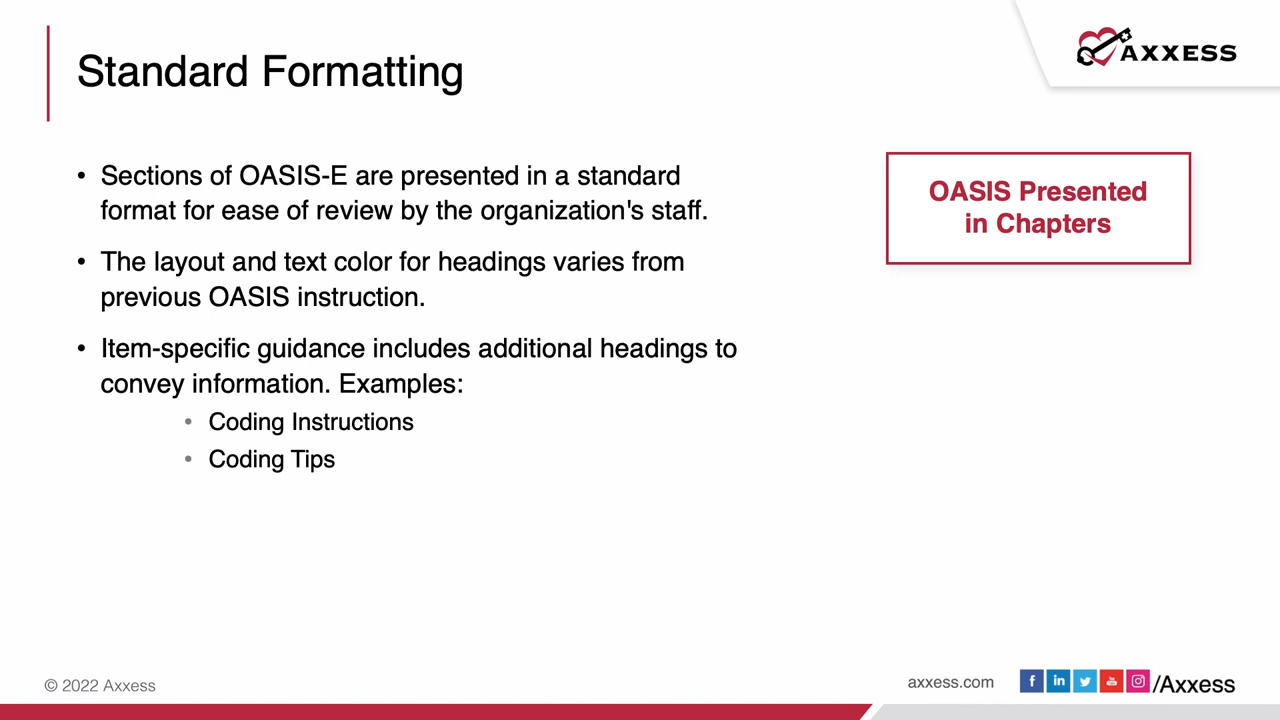 AXXESS
Standard Formatting
• Sections of OASIS-E are presented in a standard
format for ease of review by the organization's staff.
• The layout and text color for headings varies from
previous OASIS instruction.
• Item-specific guidance includes additional headings to
convey information. Examples:
• Coding Instructions
• Coding Tips
OASIS Presented
in Chapters
© 2022 Axxess
axxess.com
/Axxess